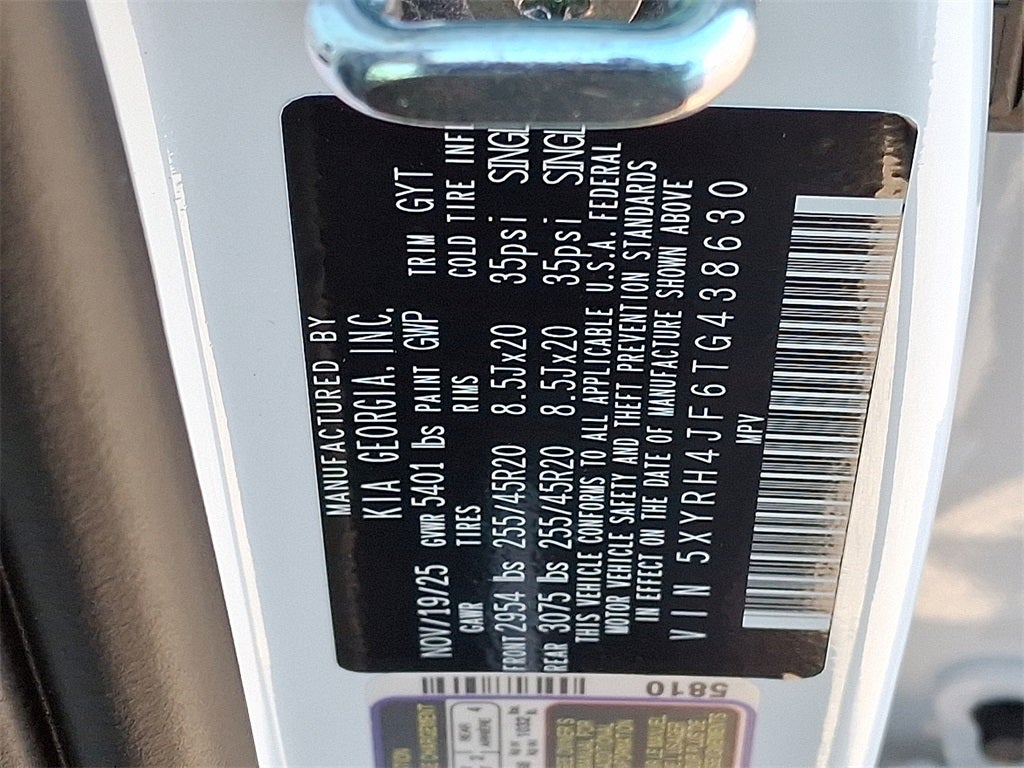 MANUFACTURED BY
KIA GEORGIA, INC.
NOV/19/25 GVWR 5401 lbs PAINT GWP TRIM GYT
GAWR TIRES RIMS COLD TIRE INF
FRONT 2954 lbs 255/45R20 8.5Jx20 35psi SINGL
REAR 3075 lbs 255/45R20 8.5Jx20 35psi SINGL
THIS VEHICLE CONFORMS TO ALL APPLICABLE U.S.A. FEDERAL
MOTOR VEHICLE SAFETY AND THEFT PREVENTION STANDARDS
IN EFFECT ON THE DATE OF MANUFACTURE SHOWN ABOVE
VIN 5XYRH4JF6TG438630
MPV
5810